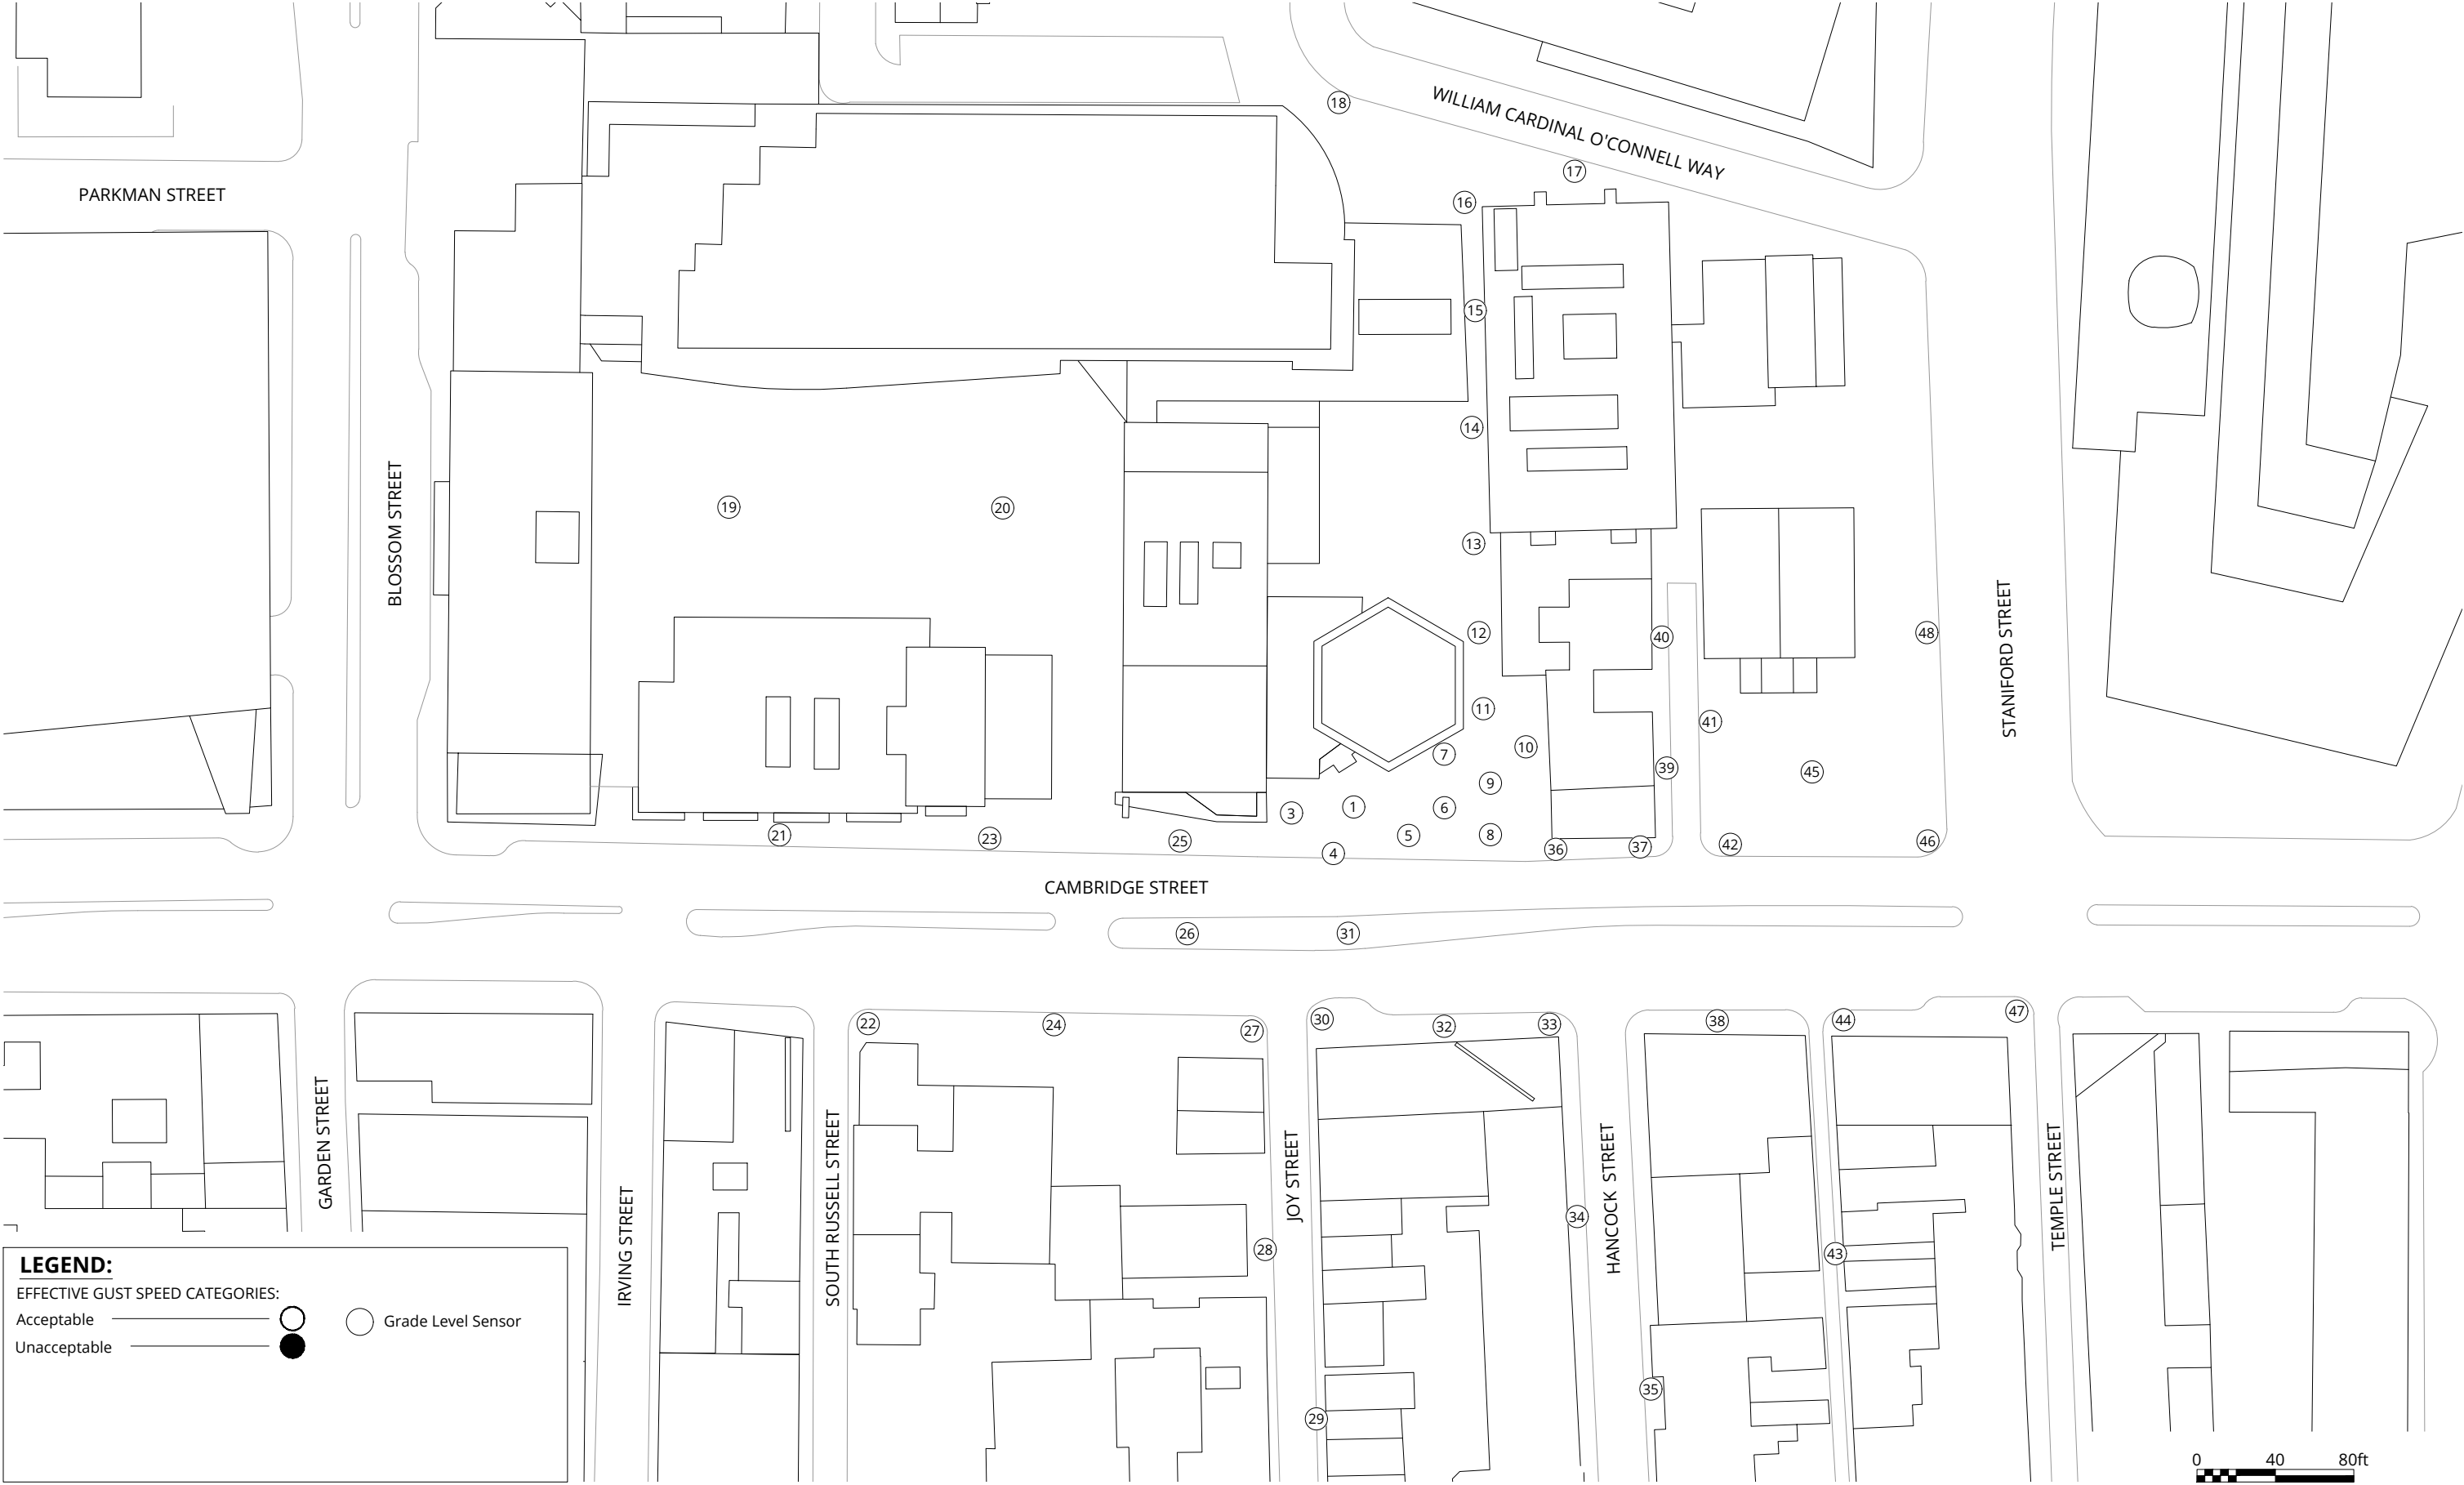 18
WILLIAM CARDINAL O'CONNELL WAY
17
PARKMAN STREET
16
15
14
BLOSSOM STREET
19
20
13
STANIFORD STREET
12
40
48
11
41
10
7
39
45
9
3
1
6
21
23
25
5
8
4
36
37
42
46
CAMBRIDGE STREET
26
31
22
24
27
30
32
33
38
44
47
GARDEN STREET
IRVING STREET
SOUTH RUSSELL STREET
JOY STREET
HANCOCK STREET
TEMPLE STREET
34
28
43
35
29
LEGEND:
EFFECTIVE GUST SPEED CATEGORIES:
Acceptable
Grade Level Sensor
Unacceptable
0 40 80ft